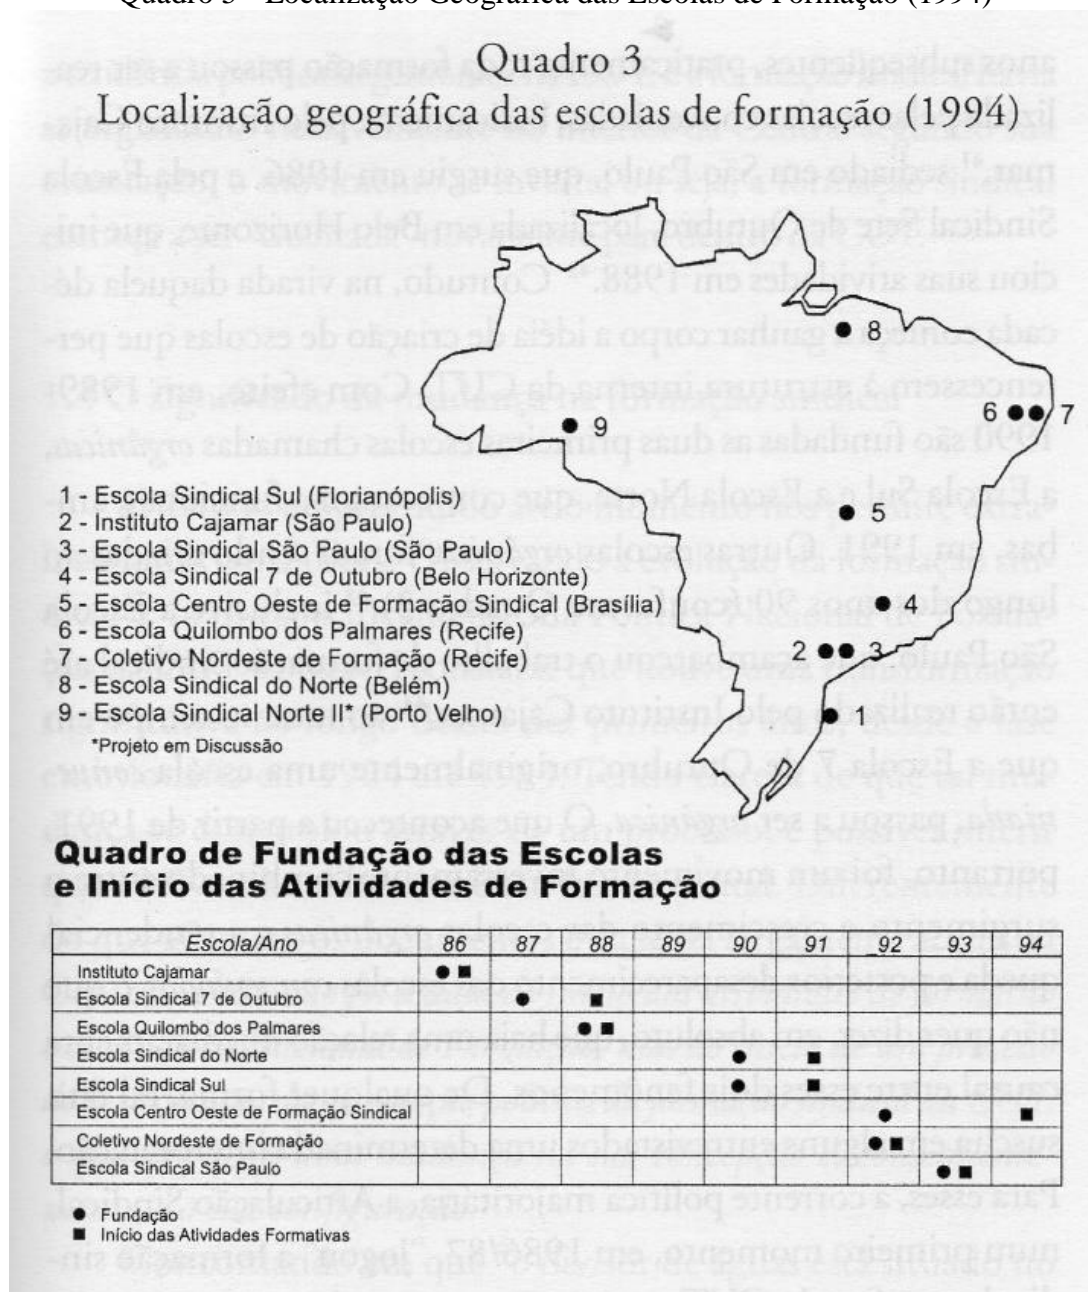 Quadro 3 - Localização Geográfica das Escolas de Formação (1994)
Quadro 3
Localização geográfica das escolas de formação (1994)
8
6 7
9
5
4
2 3
1
1 - Escola Sindical Sul (Florianópolis)
2 - Instituto Cajamar (São Paulo)
3 - Escola Sindical São Paulo (São Paulo)
4 - Escola Sindical 7 de Outubro (Belo Horizonte)
5 - Escola Centro Oeste de Formação Sindical (Brasília)
6 - Escola Quilombo dos Palmares (Recife)
7 - Coletivo Nordeste de Formação (Recife)
8 - Escola Sindical do Norte (Belém)
9 - Escola Sindical Norte II* (Porto Velho)
*Projeto em Discussão
Quadro de Fundação das Escolas
e Início das Atividades de Formação
Escola/Ano 86 87 88 89 90 91 92 93 94
Instituto Cajamar
Escola Sindical 7 de Outubro
Escola Quilombo dos Palmares
Escola Sindical do Norte
Escola Sindical Sul
Escola Centro Oeste de Formação Sindical
Coletivo Nordeste de Formação
Escola Sindical São Paulo
Fundação
Início das Atividades Formativas